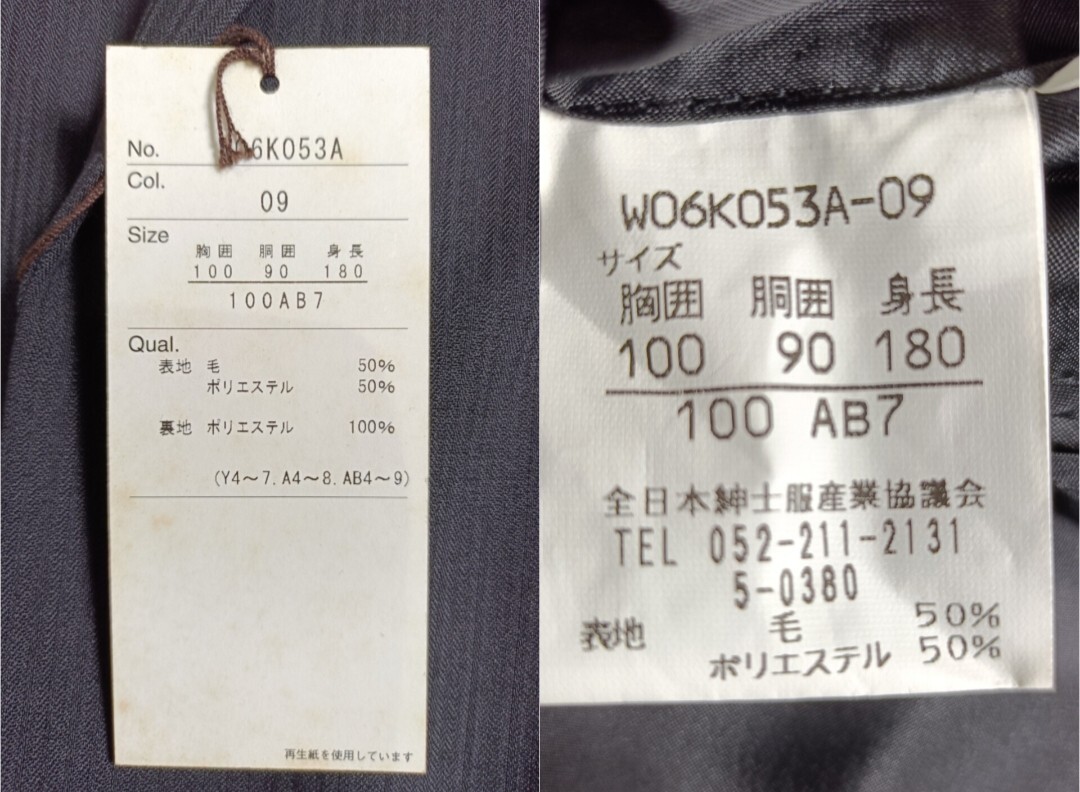 No. W06K053A
Col.
09
Size
胸囲 胴囲 身長
100 90 180
100AB7
Qual.
表地 毛 50%
ポリエステル 50%
裏地 ポリエステル 100%
(Y4～7.A4～8.AB4～9)
再生紙を使用しています
W06K053A-09
サイズ
胸囲 胴囲 身長
100 90 180
100 AB7
全日本紳士服産業協議会
TEL 052-211-2131
5-0380
表地 毛 50%
ポリエステル 50%